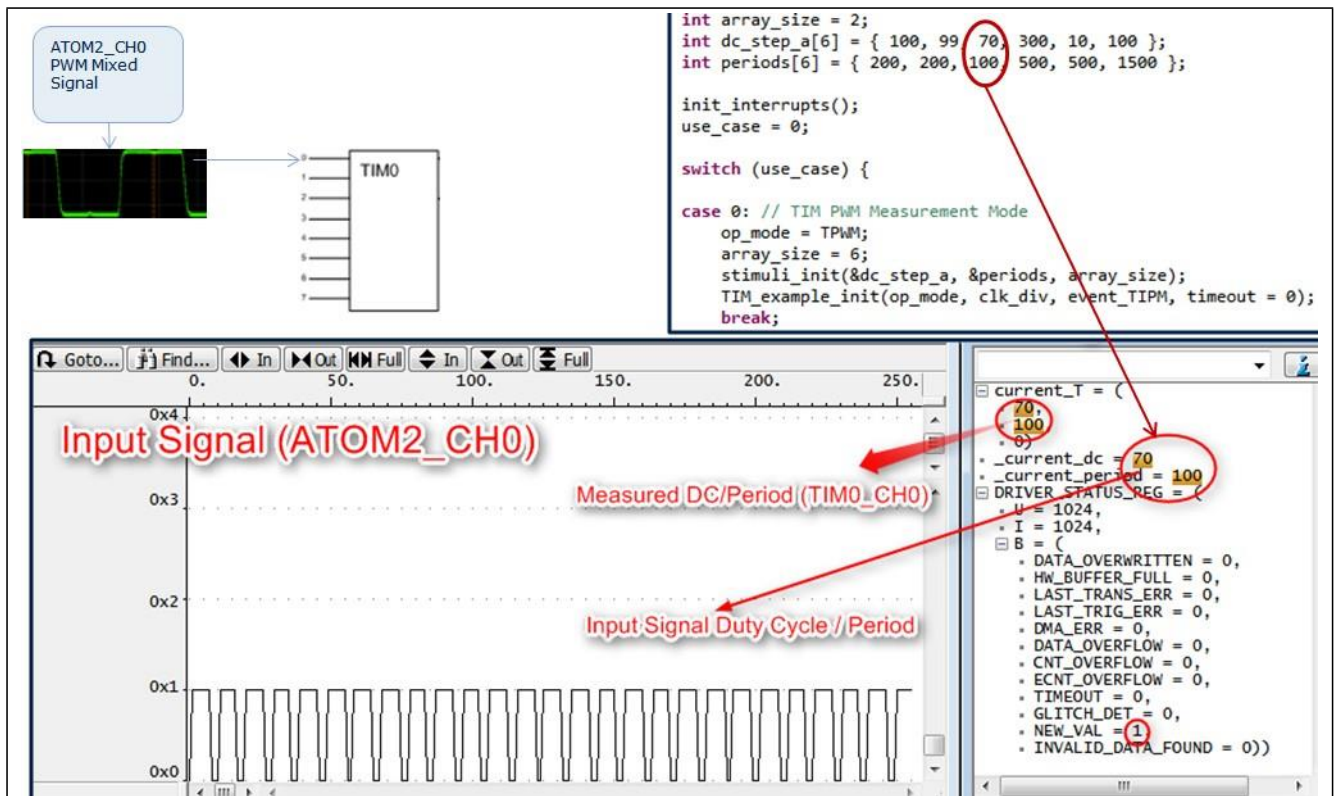 ATOM2_CH0
PWM Mixed
Signal
0
1
2
3
4
5
6
7
TIM0
int array_size = 2;
int dc_step_a[6] = { 100, 99, 70, 300, 10, 100 };
int periods[6] = { 200, 200, 100, 500, 500, 1500 };
init_interrupts();
use_case = 0;
switch (use_case) {
case 0: // TIM PWM Measurement Mode
op_mode = TPWM;
array_size = 6;
stimuli_init(&dc_step_a, &periods, array_size);
TIM_example_init(op_mode, clk_div, event_TIPM, timeout = 0);
break;
Goto... Find... In Out Full In Out Full
0. 50. 100. 150. 200. 250.
0x4
Input Signal (ATOM2_CH0)
0x3
Measured DC/Period (TIM0_CH0)
0x2
Input Signal Duty Cycle / Period
0x1
0x0
current_T = (
70,
100
0)
_current_dc = 70
_current_period = 100
DRIVER_STATUS_REG = (
U = 1024,
I = 1024,
B = (
DATA_OVERWRITTEN = 0,
HW_BUFFER_FULL = 0,
LAST_TRANS_ERR = 0,
LAST_TRIG_ERR = 0,
DMA_ERR = 0,
DATA_OVERFLOW = 0,
CNT_OVERFLOW = 0,
ECNT_OVERFLOW = 0,
TIMEOUT = 0,
GLITCH_DET = 0,
NEW_VAL = 1,
INVALID_DATA_FOUND = 0))